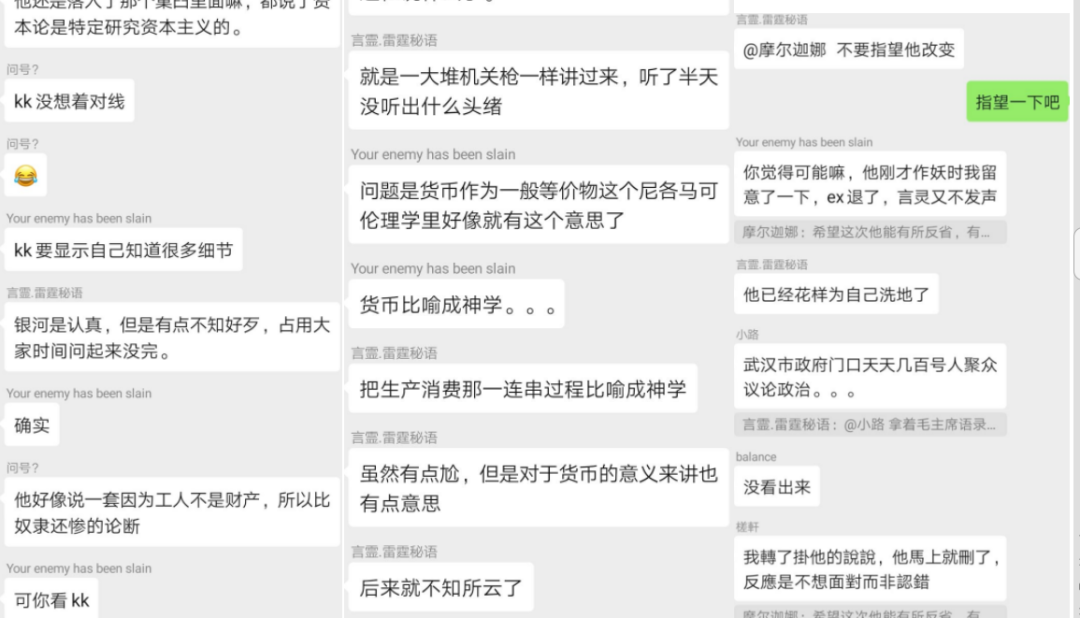 他还是落入了那个窠臼里面嘛，都说了资
本论是特定研究资本主义的。
问号？
kk 没想着对线
问号？
😂
Your enemy has been slain
kk 要显示自己知道很多细节
言霊.雷霆秘语
银河是认真，但是有点不知好歹，占用大
家时间问起来没完。
Your enemy has been slain
确实
问号？
他好像说一套因为工人不是财产，所以比
奴隶还惨的论断
Your enemy has been slain
可你看 kk
言霊.雷霆秘语
就是一大堆机关枪一样讲过来，听了半天
没听出什么头绪
Your enemy has been slain
问题是货币作为一般等价物这个尼各马可
伦理学里好像就有这个意思了
Your enemy has been slain
货币比喻成神学。。。
言霊.雷霆秘语
把生产消费那一连串过程比喻成神学
言霊.雷霆秘语
虽然有点尬，但是对于货币的意义来讲也
有点意思
言霊.雷霆秘语
后来就不知所云了
言霊.雷霆秘语
@摩尔迦娜 不要指望他改变
指望一下吧
Your enemy has been slain
你觉得可能嘛，他刚才作妖时我留
意了一下，ex退了，言灵又不发声
摩尔迦娜：希望这次他能有所反省，有...
言霊.雷霆秘语
他已经花样为自己洗地了
小路
武汉市政府门口天天几百号人聚众
议论政治。。。
言霊.雷霆秘语：@小路 拿着毛主席语录...
balance
没看出来
槎軒
我轉了掛他的說說，他馬上就刪了，
反應是不想面對而非認錯
摩尔迦娜：希望这次他能有所反省，有